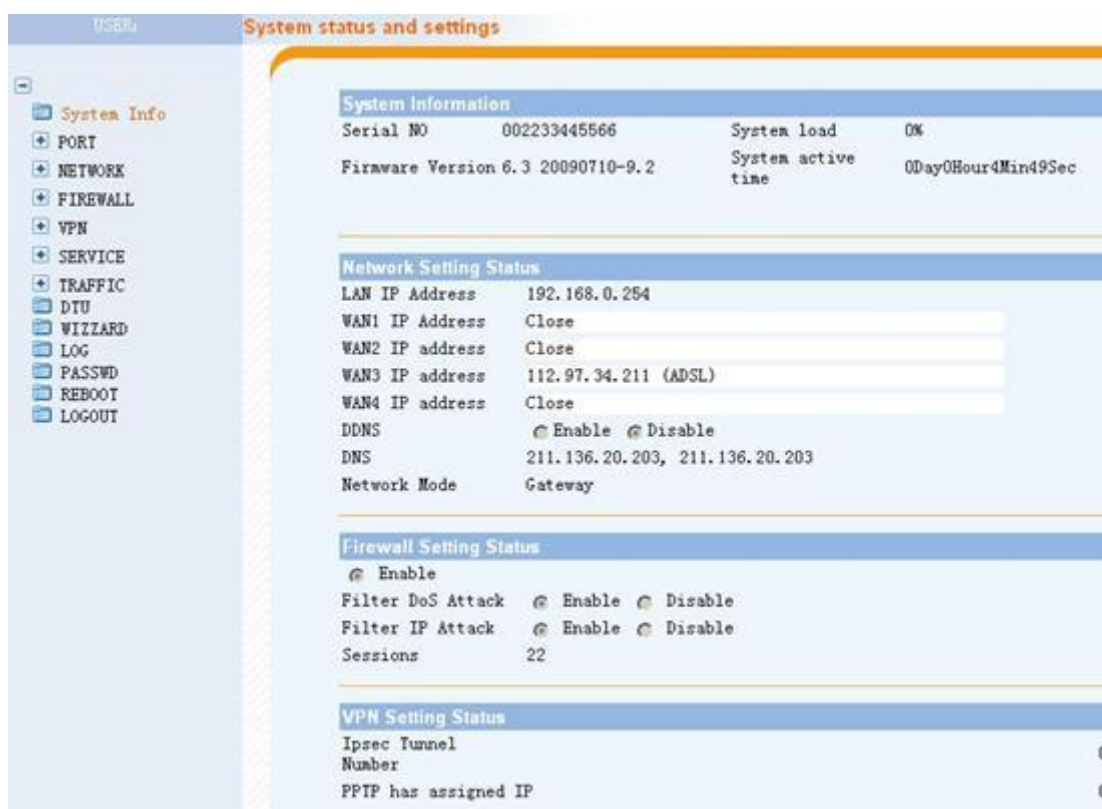 USER:
System status and settings
System Info
PORT
NETWORK
FIREWALL
VPN
SERVICE
TRAFFIC
DTU
WIZZARD
LOG
PASSWD
REBOOT
LOGOUT
System Information
Serial NO 002233445566 System load 0%
Firmware Version 6.3 20090710-9.2 System active time 0Day0Hour4Min49Sec
Network Setting Status
LAN IP Address 192.168.0.254
WAN1 IP Address Close
WAN2 IP address Close
WAN3 IP address 112.97.34.211 (ADSL)
WAN4 IP address Close
DDNS Enable Disable
DNS 211.136.20.203, 211.136.20.203
Network Mode Gateway
Firewall Setting Status
Enable
Filter DoS Attack Enable Disable
Filter IP Attack Enable Disable
Sessions 22
VPN Setting Status
Ipsec Tunnel
Number
PPTP has assigned IP